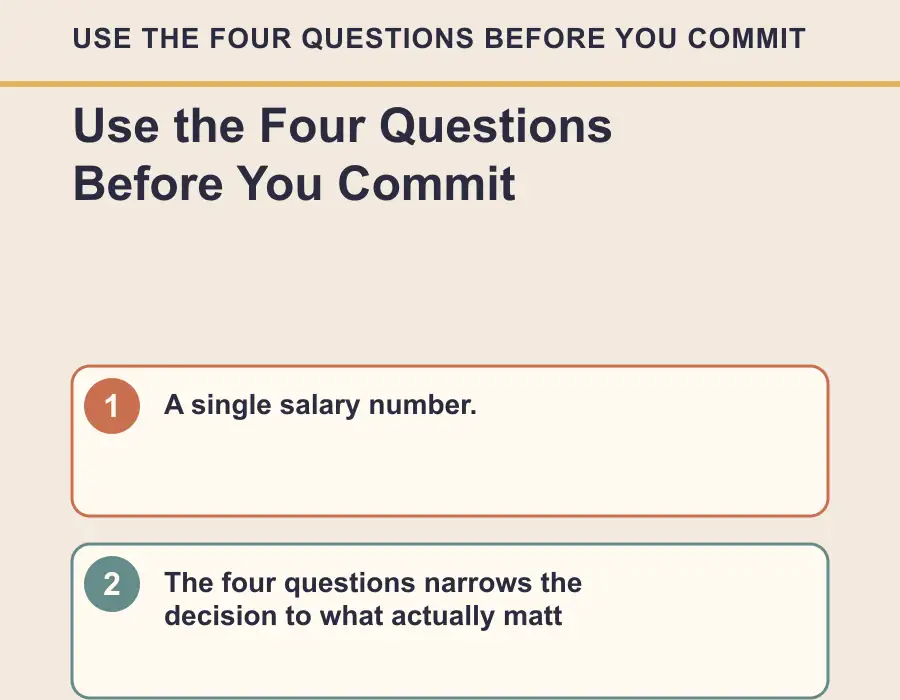 USE THE FOUR QUESTIONS BEFORE YOU COMMIT
Use the Four Questions
Before You Commit
1
A single salary number.
2
The four questions narrows the
decision to what actually matt